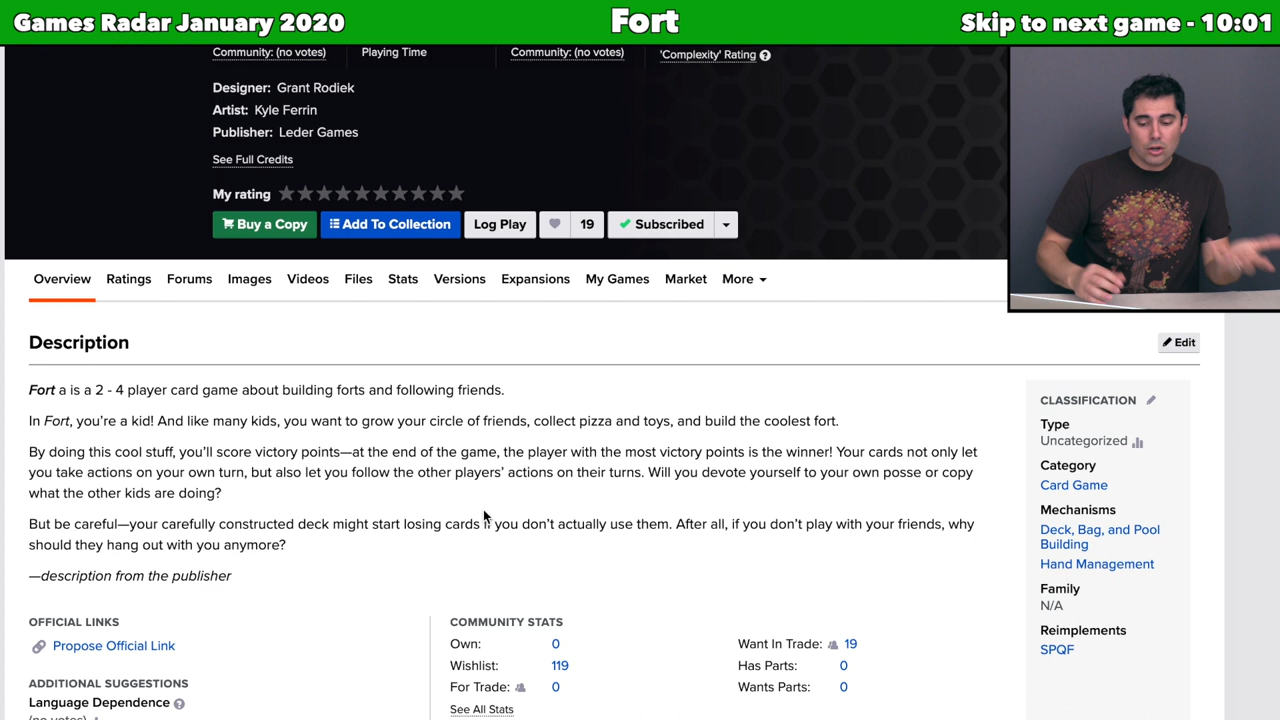 Games Radar January 2020
Fort
Skip to next game - 10:01
Community: (no votes)
Playing Time
Community: (no votes)
'Complexity' Rating
Designer: Grant Rodiek
Artist: Kyle Ferrin
Publisher: Leder Games
See Full Credits
My rating
Buy a Copy
Add To Collection
Log Play
19
Subscribed
Overview
Ratings
Forums
Images
Videos
Files
Stats
Versions
Expansions
My Games
Market
More
Description
Edit
Fort a is a 2 - 4 player card game about building forts and following friends.
In Fort, you're a kid! And like many kids, you want to grow your circle of friends, collect pizza and toys, and build the coolest fort.
By doing this cool stuff, you'll score victory points—at the end of the game, the player with the most victory points is the winner! Your cards not only let
you take actions on your own turn, but also let you follow the other players' actions on their turns. Will you devote yourself to your own posse or copy
what the other kids are doing?
But be careful—your carefully constructed deck might start losing cards if you don't actually use them. After all, if you don't play with your friends, why
should they hang out with you anymore?
—description from the publisher
CLASSIFICATION
Type
Uncategorized
Category
Card Game
Mechanisms
Deck, Bag, and Pool
Building
Hand Management
Family
N/A
Reimplements
SPQF
OFFICIAL LINKS
Propose Official Link
ADDITIONAL SUGGESTIONS
Language Dependence
(no votes)
COMMUNITY STATS
Own: 0
Wishlist: 119
For Trade: 0
See All Stats
Want In Trade: 19
Has Parts: 0
Wants Parts: 0